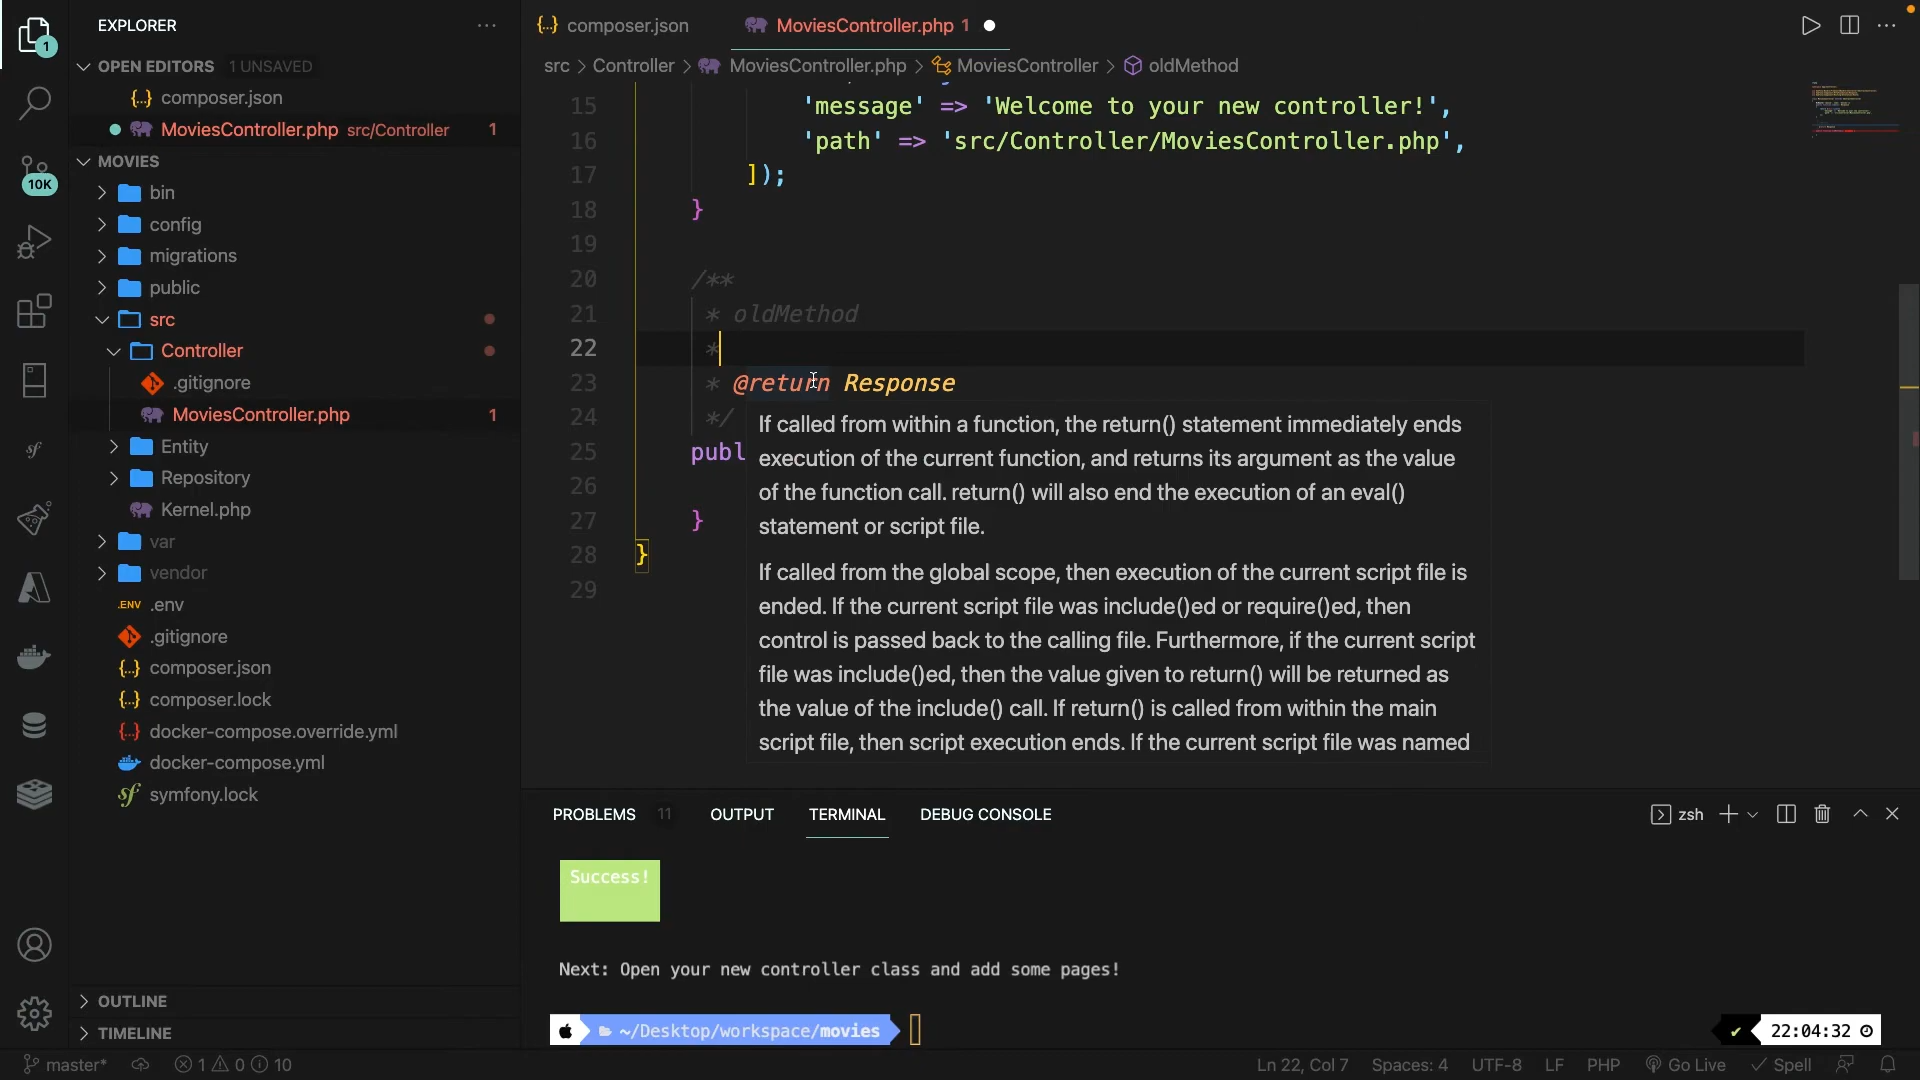 EXPLORER
OPEN EDITORS 1 UNSAVED
composer.json
MoviesController.php src/Controller 1
MOVIES
bin
config
migrations
public
src
Controller
.gitignore
MoviesController.php 1
Entity
Repository
Kernel.php
var
vendor
.ENV .env
.gitignore
{..} composer.json
{..} composer.lock
{..} docker-compose.override.yml
docker-compose.yml
sf symfony.lock
OUTLINE
TIMELINE
1
10K
{..} composer.json MoviesController.php 1
src > Controller > MoviesController.php > MoviesController > oldMethod
15 'message' => 'Welcome to your new controller!',
16 'path' => 'src/Controller/MoviesController.php',
17 ]);
18 }
19
20 /**
21 * oldMethod
22 *
23 * @return Response
24 */
25 publ
26
27 }
28 }
29
If called from within a function, the return() statement immediately ends
execution of the current function, and returns its argument as the value
of the function call. return() will also end the execution of an eval()
statement or script file.
If called from the global scope, then execution of the current script file is
ended. If the current script file was include()ed or require()ed, then
control is passed back to the calling file. Furthermore, if the current script
file was include()ed, then the value given to return() will be returned as
the value of the include() call. If return() is called from within the main
script file, then script execution ends. If the current script file was named
PROBLEMS 11 OUTPUT TERMINAL DEBUG CONSOLE
zsh
Success!
Next: Open your new controller class and add some pages!
~/Desktop/workspace/movies
✔ 22:04:32
master* 1 0 10
Ln 22, Col 7 Spaces: 4 UTF-8 LF PHP Go Live Spell